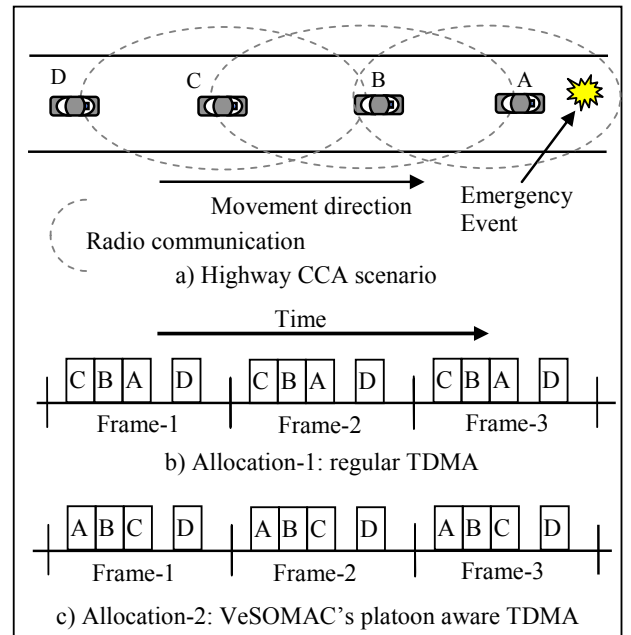 D C B A
Emergency
Event
Movement direction
Radio communication
a) Highway CCA scenario
Time
C B A D C B A D C B A D
Frame-1 Frame-2 Frame-3
b) Allocation-1: regular TDMA
A B C D A B C D A B C D
Frame-1 Frame-2 Frame-3
c) Allocation-2: VeSOMAC's platoon aware TDMA